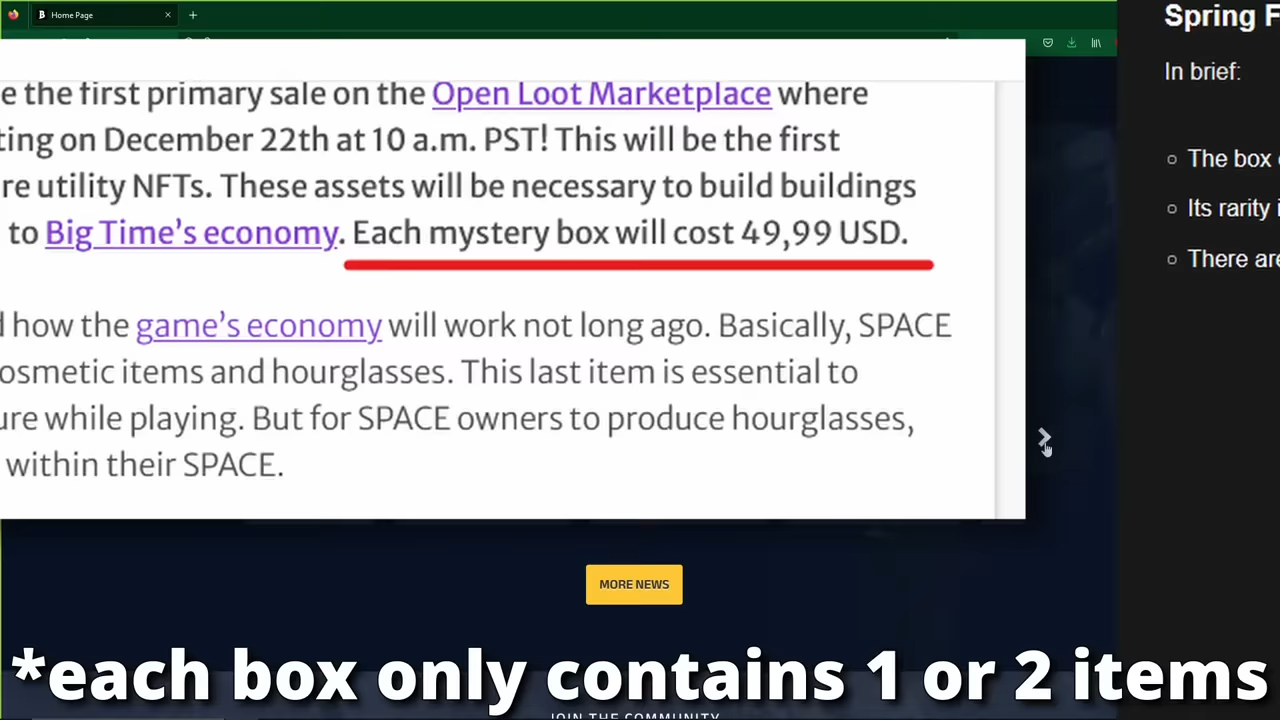 Home Page
Spring F
In brief:
e the first primary sale on the Open Loot Marketplace where
ting on December 22th at 10 a.m. PST! This will be the first
re utility NFTs. These assets will be necessary to build buildings
to Big Time's economy. Each mystery box will cost 49,99 USD.
d how the game's economy will work not long ago. Basically, SPACE
osmetic items and hourglasses. This last item is essential to
ure while playing. But for SPACE owners to produce hourglasses,
within their SPACE.
The box
Its rarity i
There are
MORE NEWS
*each box only contains 1 or 2 items
JOIN THE COMMUNITY